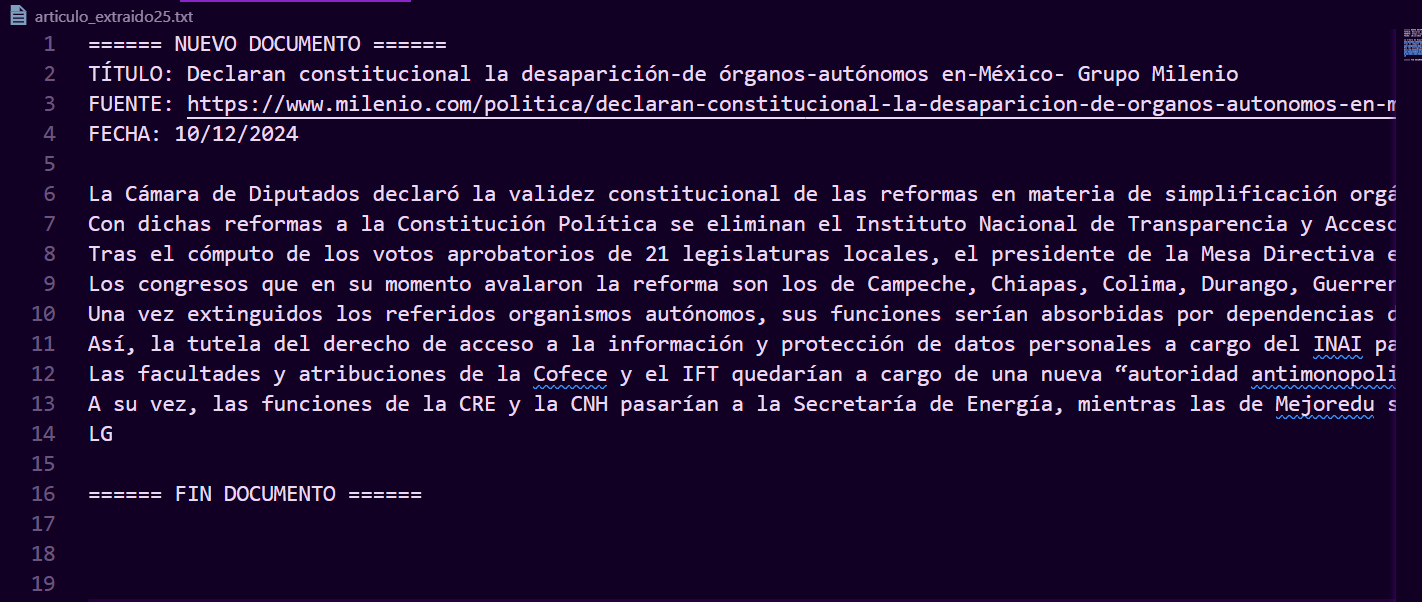 articulo_extraido25.txt
1 ====== NUEVO DOCUMENTO ======
2 TÍTULO: Declaran constitucional la desaparición-de órganos-autónomos en-México- Grupo Milenio
3 FUENTE: https://www.milenio.com/politica/declaran-constitucional-la-desaparicion-de-organos-autonomos-en-m
4 FECHA: 10/12/2024
5
6 La Cámara de Diputados declaró la validez constitucional de las reformas en materia de simplificación orgá
7 Con dichas reformas a la Constitución Política se eliminan el Instituto Nacional de Transparencia y Acceso
8 Tras el cómputo de los votos aprobatorios de 21 legislaturas locales, el presidente de la Mesa Directiva e
9 Los congresos que en su momento avalaron la reforma son los de Campeche, Chiapas, Colima, Durango, Guerrer
10 Una vez extinguidos los referidos organismos autónomos, sus funciones serían absorbidas por dependencias d
11 Así, la tutela del derecho de acceso a la información y protección de datos personales a cargo del INAI pa
12 Las facultades y atribuciones de la Cofece y el IFT quedarían a cargo de una nueva “autoridad antimonopoli
13 A su vez, las funciones de la CRE y la CNH pasarían a la Secretaría de Energía, mientras las de Mejoredu s
14 LG
15
16 ====== FIN DOCUMENTO ======
17
18
19